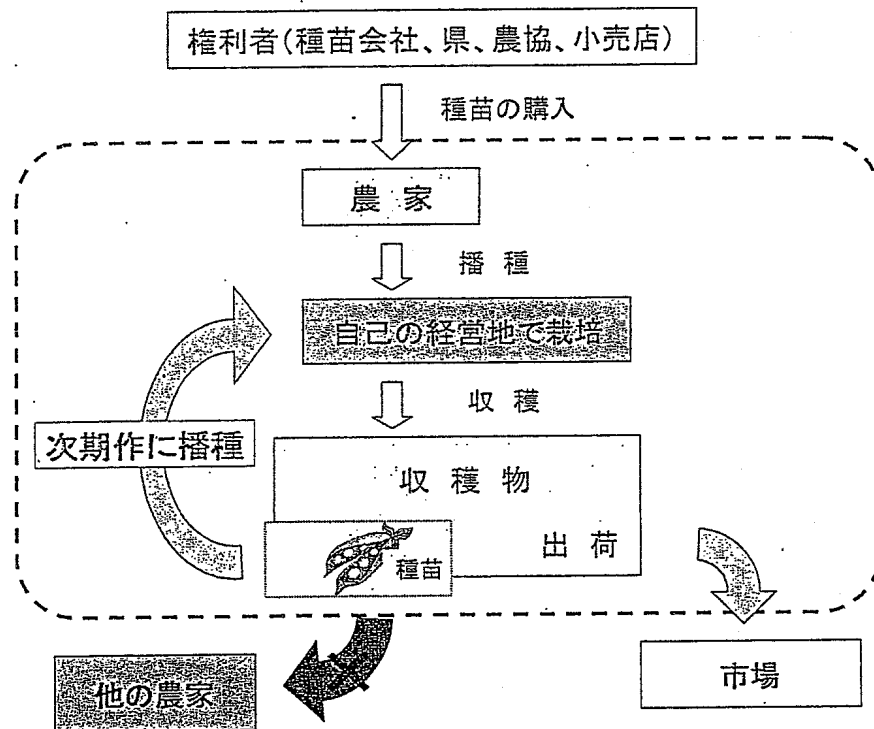 権利者(種苗会社、県、農協、小売店)
種苗の購入
農 家
播 種
自己の経営地で栽培
収 穫
次期作に播種
収 穫 物
出 荷
種苗
他の農家
市場